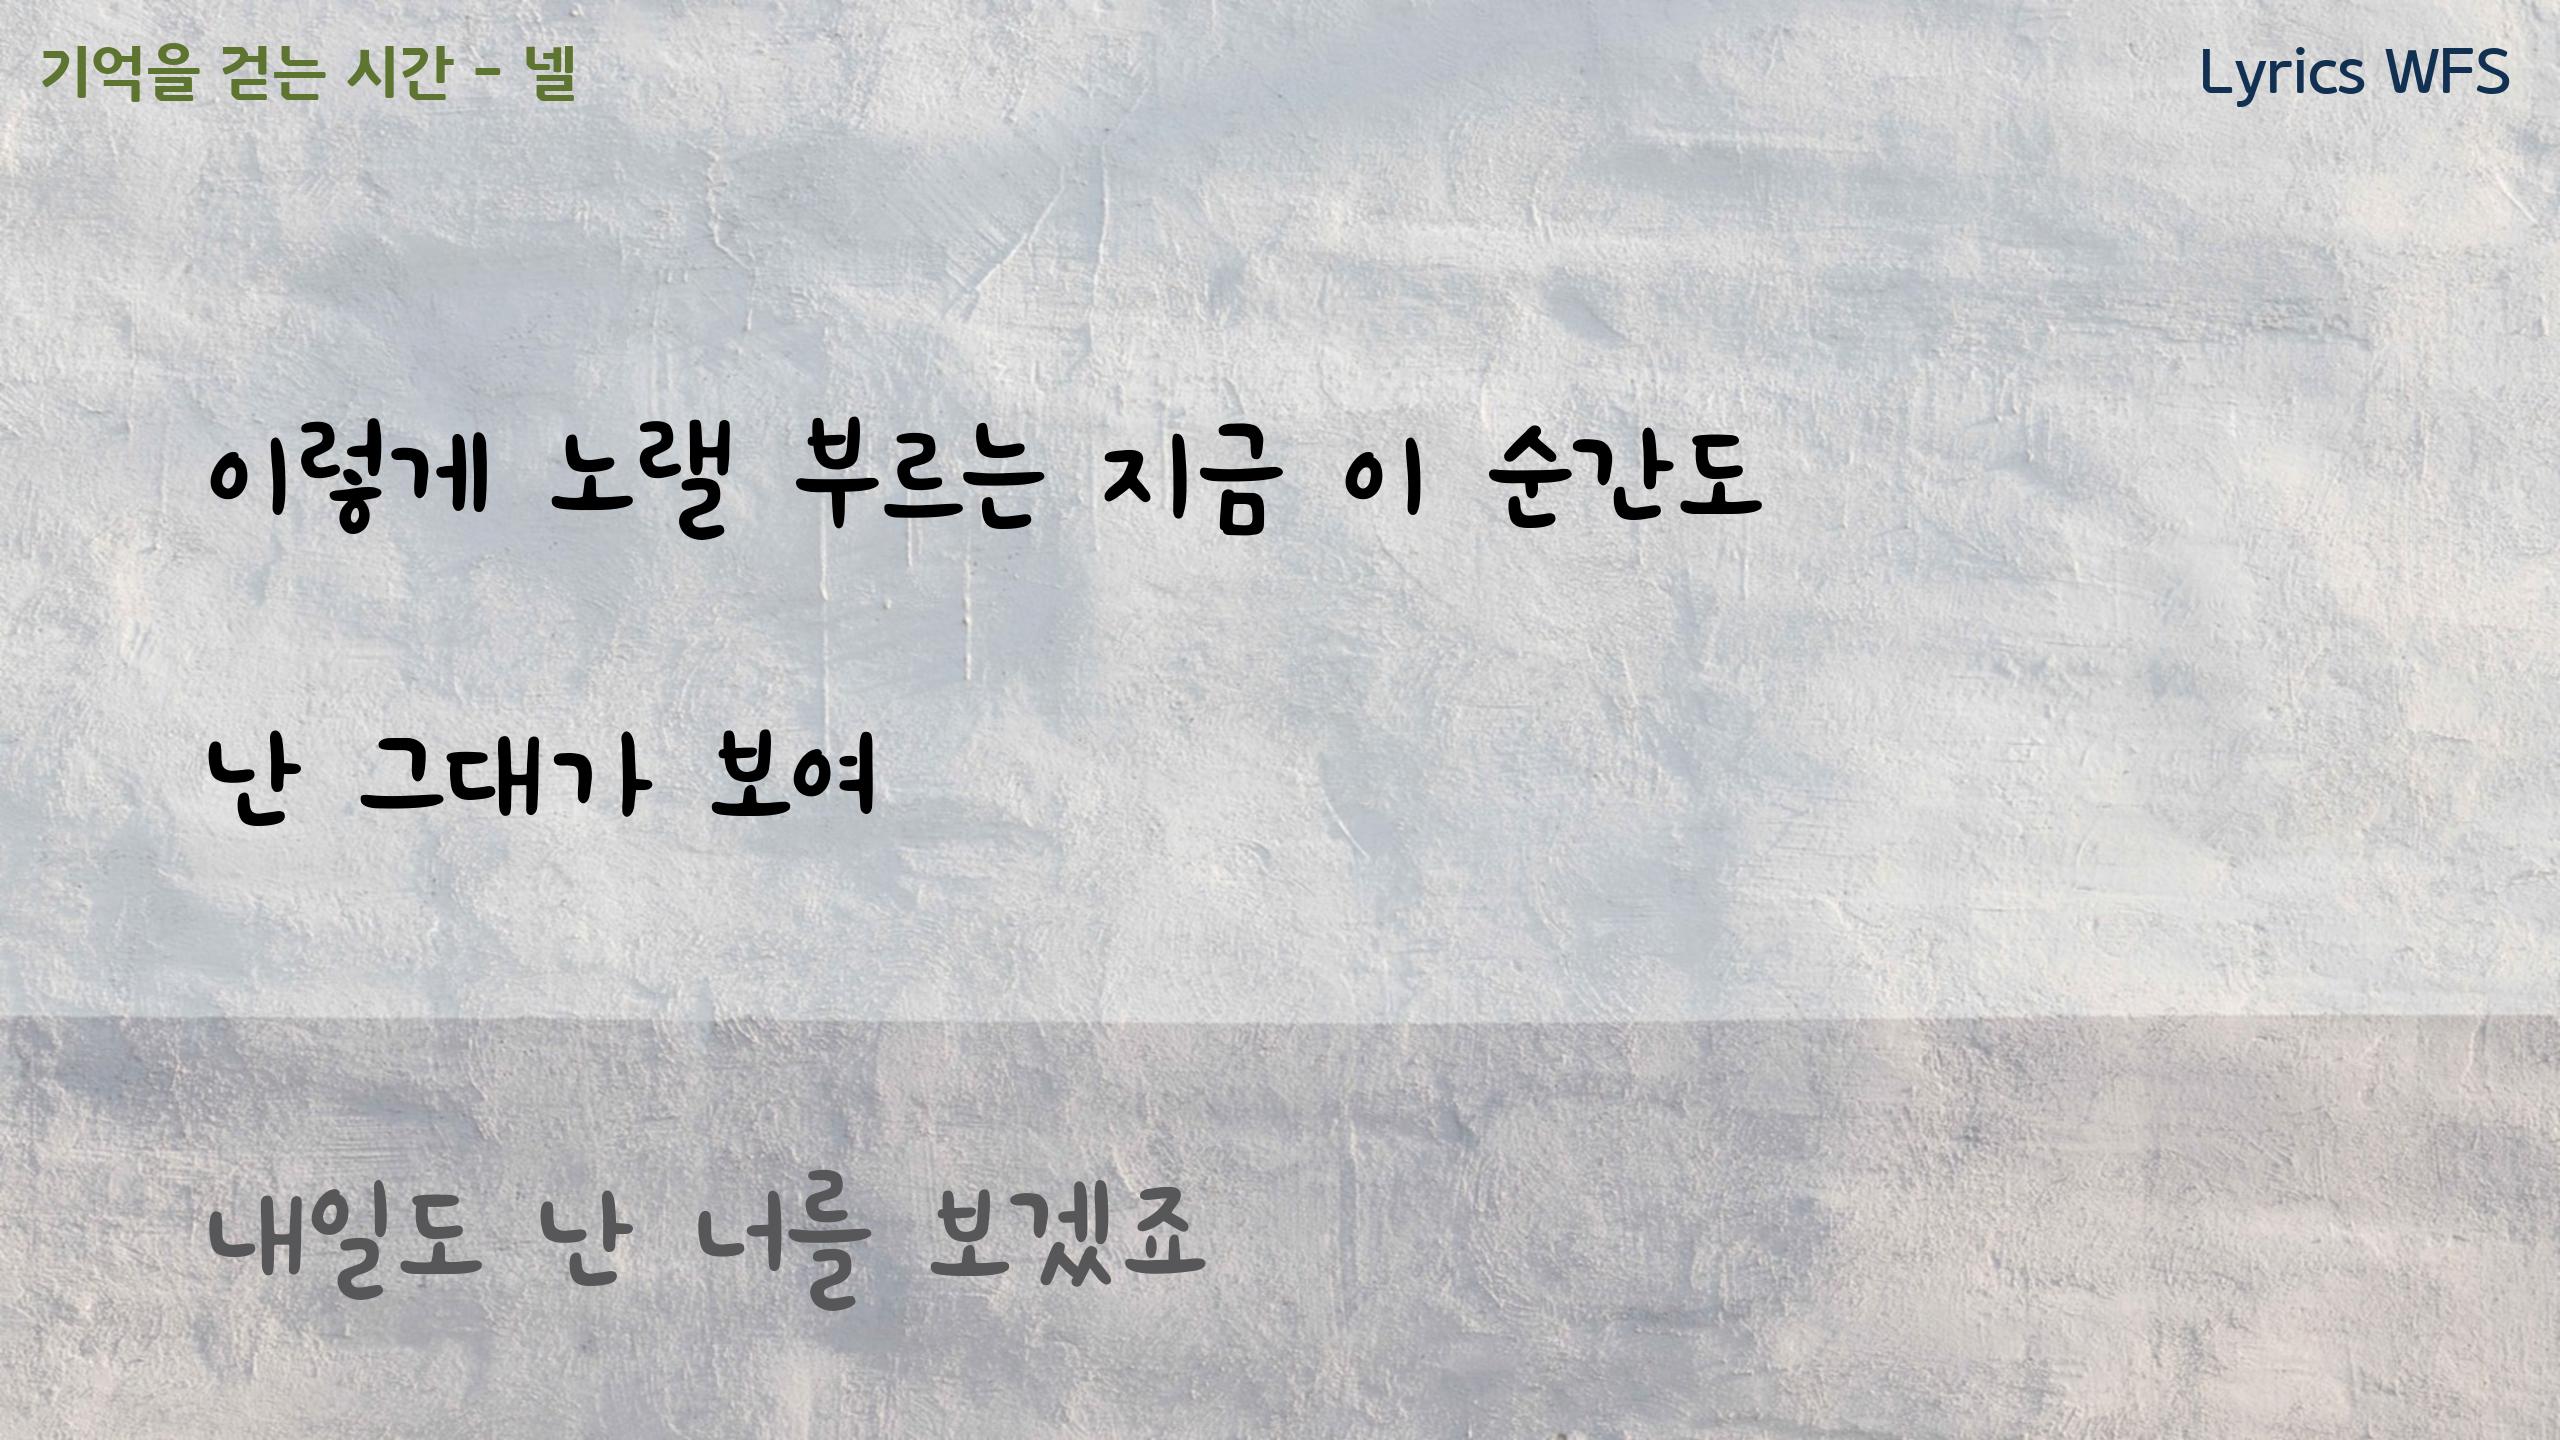 기억을 걷는 시간 - 넬
Lyrics WFS
이렇게 노랠 부르는 지금 이 순간도
난 그대가 보여
내일도 난 너를 보겠죠